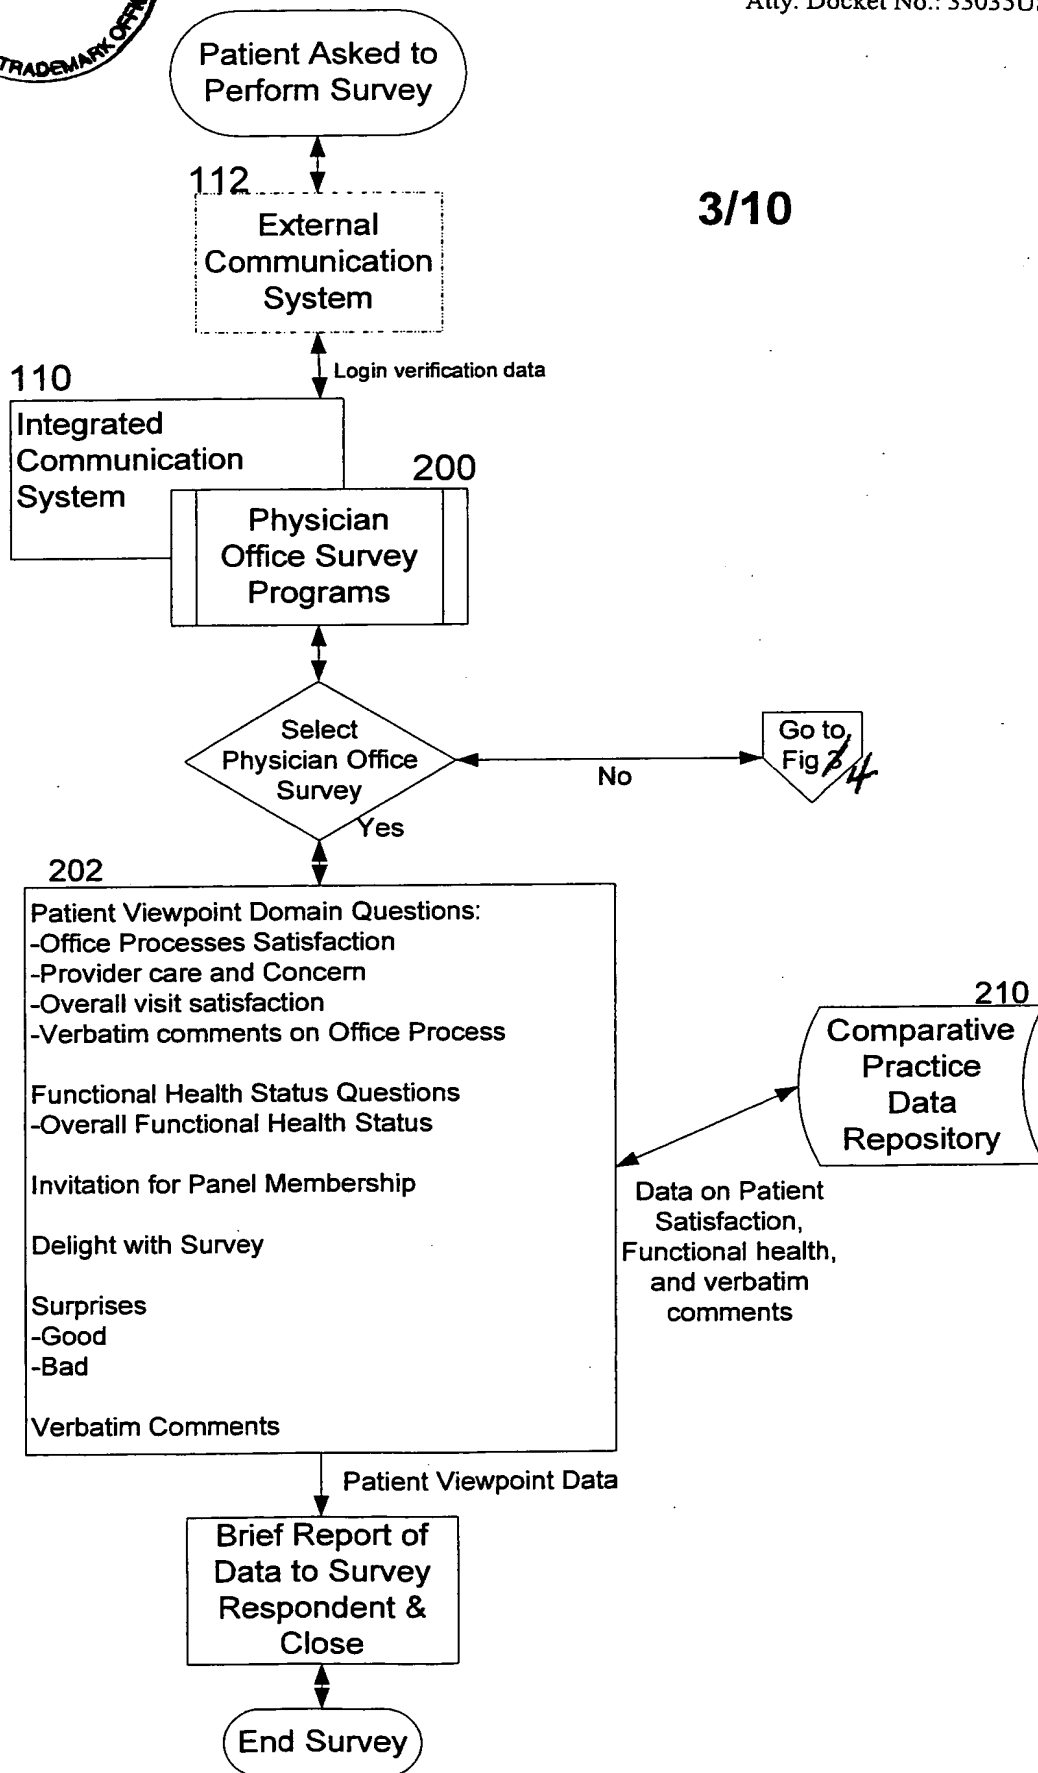 Atty. Docket No.: 33035U
TRADEMARK OFFI
Patient Asked to
Perform Survey
112
3/10
External
Communication
System
Login verification data
110
Integrated
Communication
System
200
Physician
Office Survey
Programs
Select
Physician Office
Survey
No
Go to
Fig 3 4
Yes
202
Patient Viewpoint Domain Questions:
-Office Processes Satisfaction
-Provider care and Concern
-Overall visit satisfaction
-Verbatim comments on Office Process
Functional Health Status Questions
-Overall Functional Health Status
Invitation for Panel Membership
Delight with Survey
Surprises
-Good
-Bad
Verbatim Comments
210
Comparative
Practice
Data
Repository
Data on Patient
Satisfaction,
Functional health,
and verbatim
comments
Patient Viewpoint Data
Brief Report of
Data to Survey
Respondent &
Close
End Survey